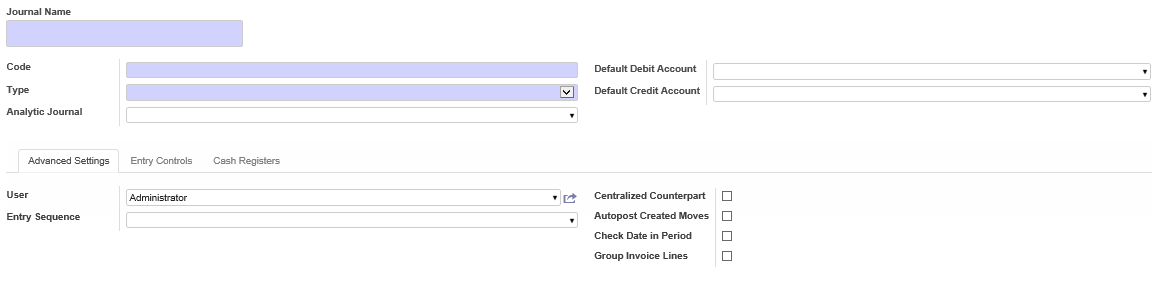 Journal Name
Code
Default Debit Account
Type
Default Credit Account
Analytic Journal
Advanced Settings Entry Controls Cash Registers
User Administrator
Centralized Counterpart
Entry Sequence
Autopost Created Moves
Check Date in Period
Group Invoice Lines